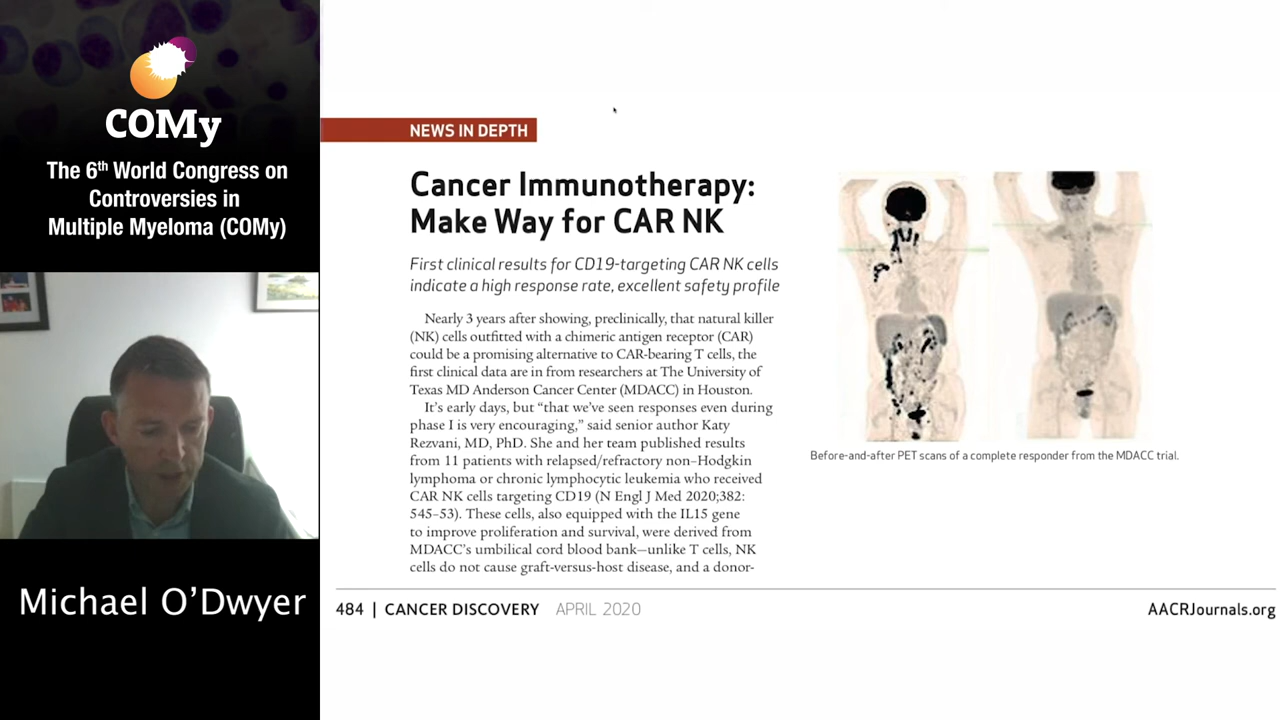 COMy
The 6th World Congress on
Controversies in
Multiple Myeloma (COMy)
Michael O’Dwyer
NEWS IN DEPTH
Cancer Immunotherapy:
Make Way for CAR NK
First clinical results for CD19-targeting CAR NK cells
indicate a high response rate, excellent safety profile
Nearly 3 years after showing, preclinically, that natural killer
(NK) cells outfitted with a chimeric antigen receptor (CAR)
could be a promising alternative to CAR-bearing T cells, the
first clinical data are in from researchers at The University of
Texas MD Anderson Cancer Center (MDACC) in Houston.
It’s early days, but “that we’ve seen responses even during
phase I is very encouraging,” said senior author Katy
Rezvani, MD, PhD. She and her team published results
from 11 patients with relapsed/refractory non–Hodgkin
lymphoma or chronic lymphocytic leukemia who received
CAR NK cells targeting CD19 (N Engl J Med 2020;382:
545–53). These cells, also equipped with the IL15 gene
to improve proliferation and survival, were derived from
MDACC’s umbilical cord blood bank—unlike T cells, NK
cells do not cause graft-versus-host disease, and a donor-
Before-and-after PET scans of a complete responder from the MDACC trial.
484 | CANCER DISCOVERY APRIL 2020
AACRJournals.org